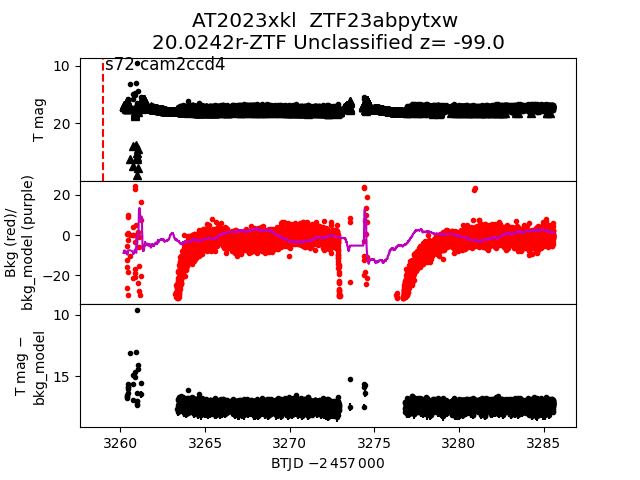 AT2023xkl  ZTF23abpytxw
20.0242r-ZTF Unclassified z= -99.0
s72-cam2ccd4
10
20
T mag
20
0
−20
Bkg (red)/
bkg_model (purple)
10
15
T mag −
bkg_model
3260 3265 3270 3275 3280 3285
BTJD −2 457 000